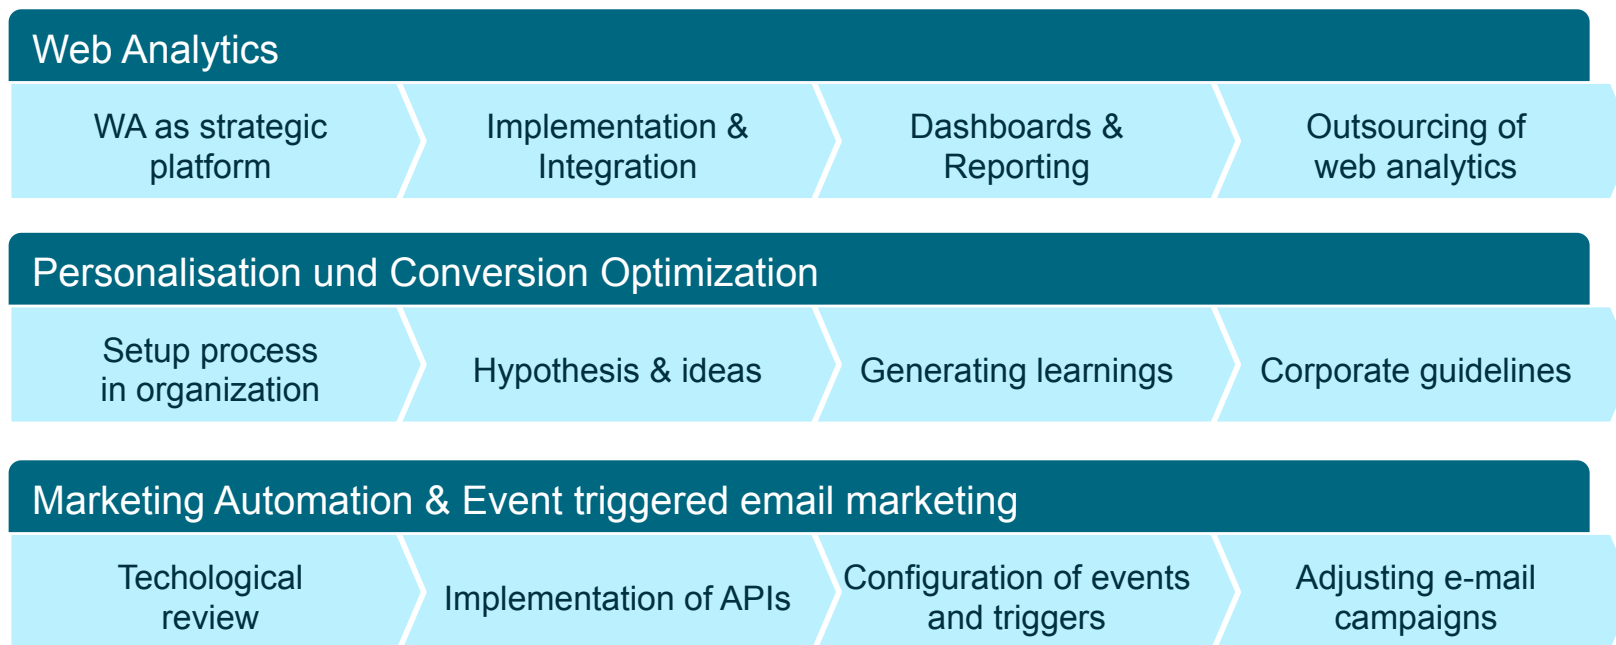 Web Analytics
WA as strategic
platform
Implementation &
Integration
Dashboards &
Reporting
Outsourcing of
web analytics
Personalisation und Conversion Optimization
Setup process
in organization
Hypothesis & ideas
Generating learnings
Corporate guidelines
Marketing Automation & Event triggered email marketing
Techological
review
Implementation of APIs
Configuration of events
and triggers
Adjusting e-mail
campaigns